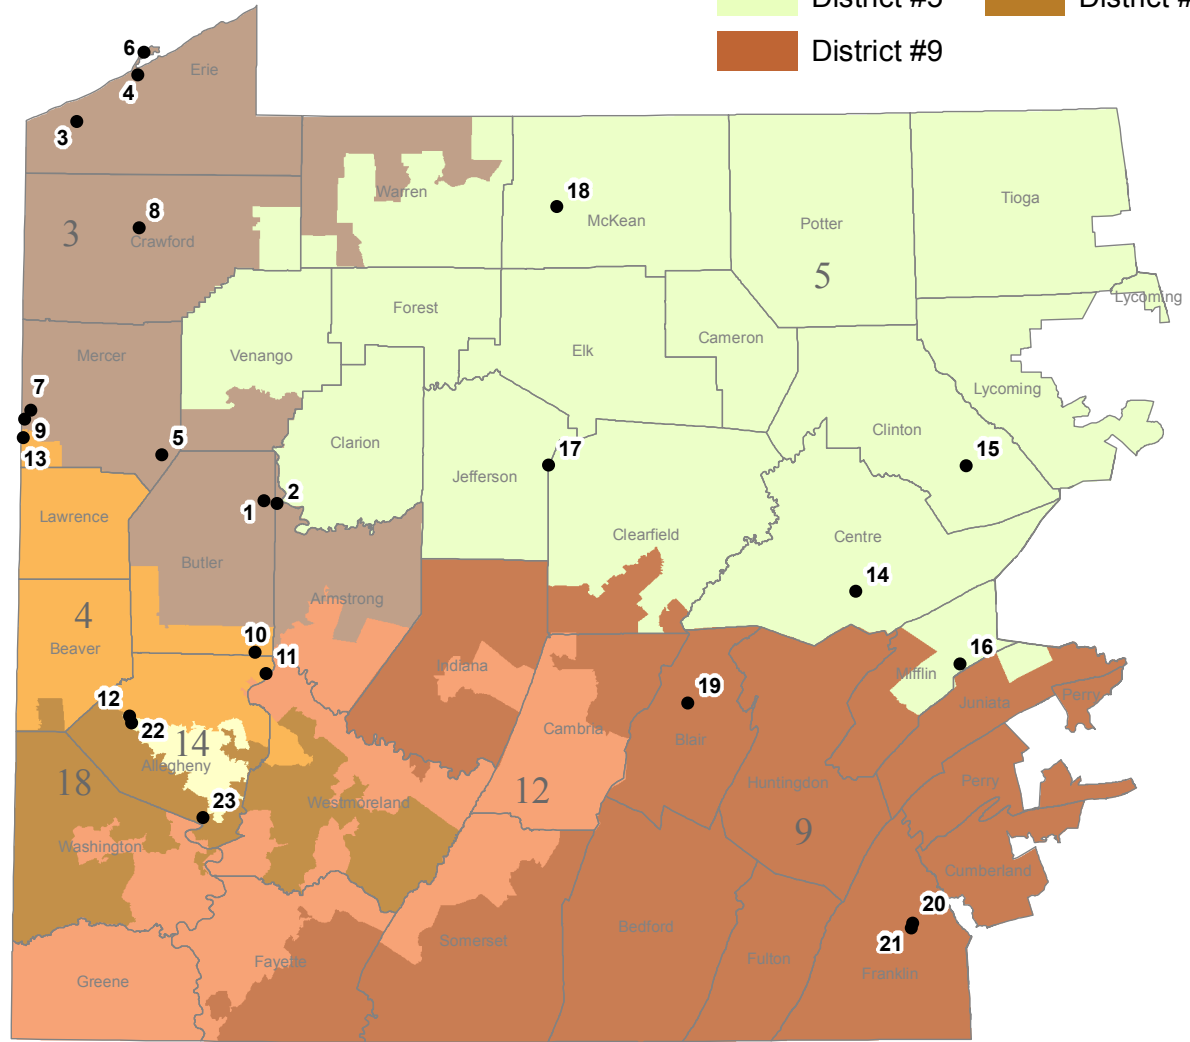 District #5 District #
District #9
6
Erie
4
3
18
Tioga
8
Warren
McKean
Potter
3
Crawford
5
Lycoming
Forest
Cameron
Mercer
Venango
Elk
7
Lycoming
9
5
17
Clarion
Clinton
13
15
Jefferson
2
1
Lawrence
Clearfield
Centre
Butler
14
Armstrong
4
10
Beaver
11
16
Indiana
Mifflin
19
Perry
12
Juniata
22
Cambria
14
Blair
Allegheny
18
Huntingdon
Perry
12
23
Westmoreland
9
Washington
Cumberland
20
Bedford
Somerset
21
Fulton
Fayette
Franklin
Greene